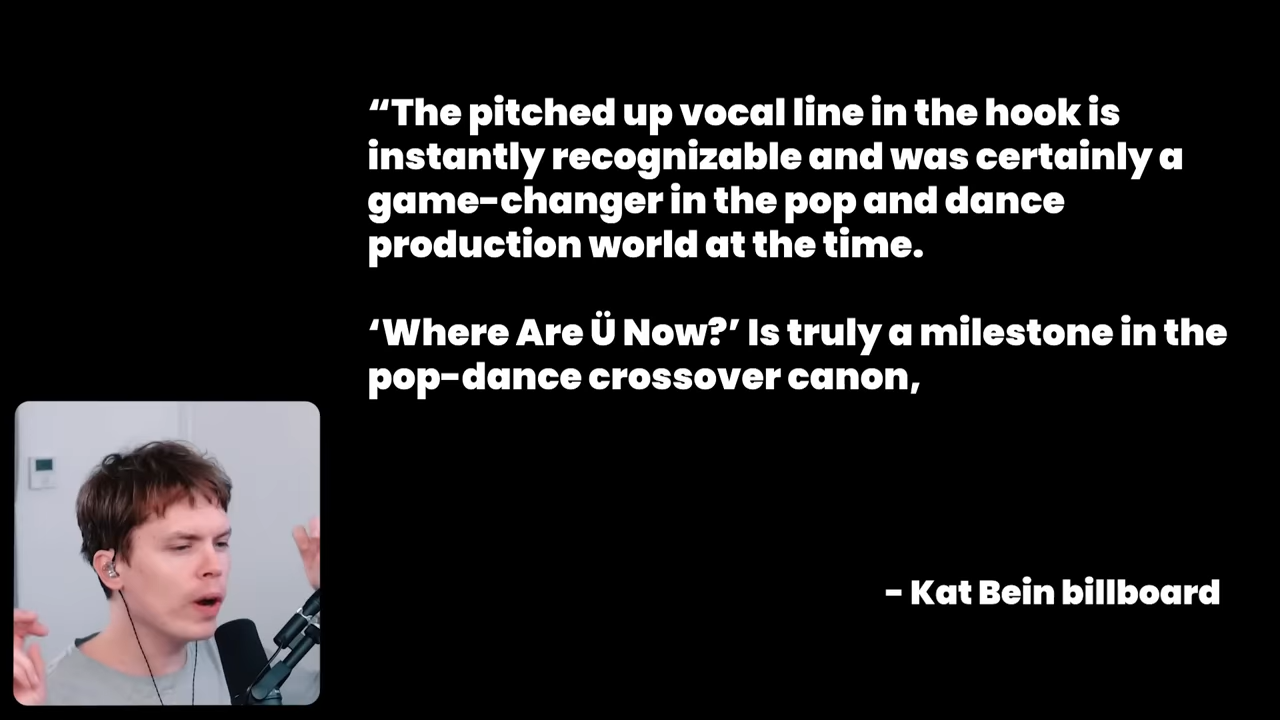 “The pitched up vocal line in the hook is
instantly recognizable and was certainly a
game-changer in the pop and dance
production world at the time.
‘Where Are Ü Now?’ Is truly a milestone in the
pop-dance crossover canon,
- Kat Bein billboard